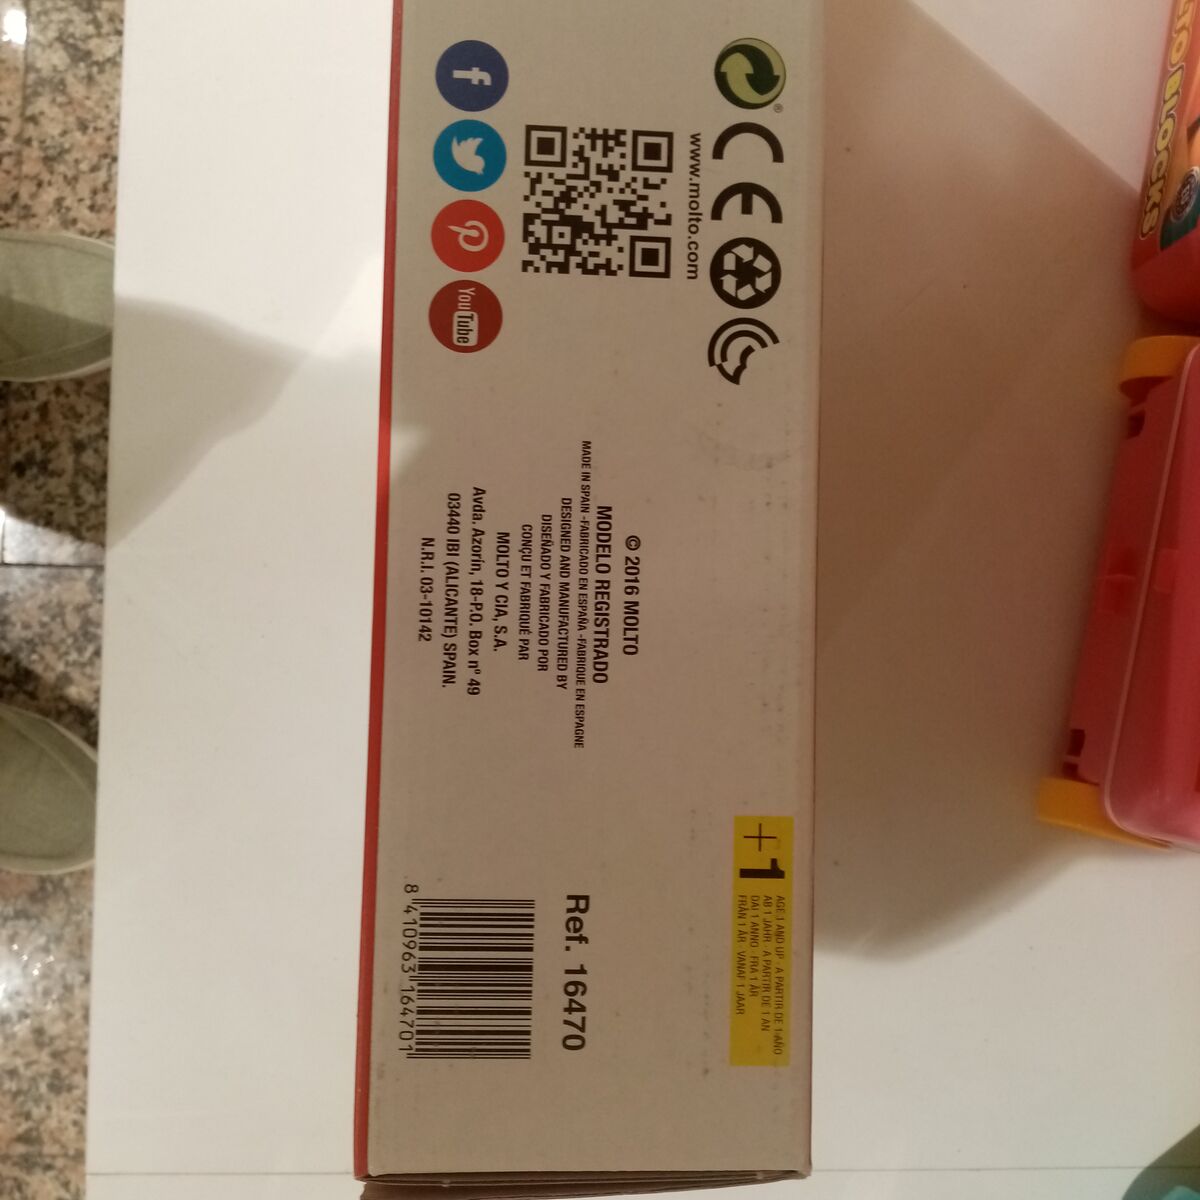 www.molto.com
CE
f
YouTube
© 2016 MOLTO
MODELO REGISTRADO
MADE IN SPAIN -FABRICADO EN ESPAÑA -FABRIQUE EN ESPAGNE
DESIGNED AND MANUFACTURED BY
DISEÑADO Y FABRICADO POR
CONÇU ET FABRIQUÉ PAR
MOLTO Y CIA, S.A.
Avda. Azorín, 18-P.O. Box nº 49
03440 IBI (ALICANTE) SPAIN.
N.R.I. 03-10142
+1
AGE 1 AND UP · A PARTIR DE 1 AÑO
AB 1 JAHR · A PARTIR DE 1 AN
DAI 1 ANNO · FRA 1 ÅR
FRÅN 1 ÅR · VANAF 1 JAAR
Ref. 16470
8 410963 164701
BLOCKS